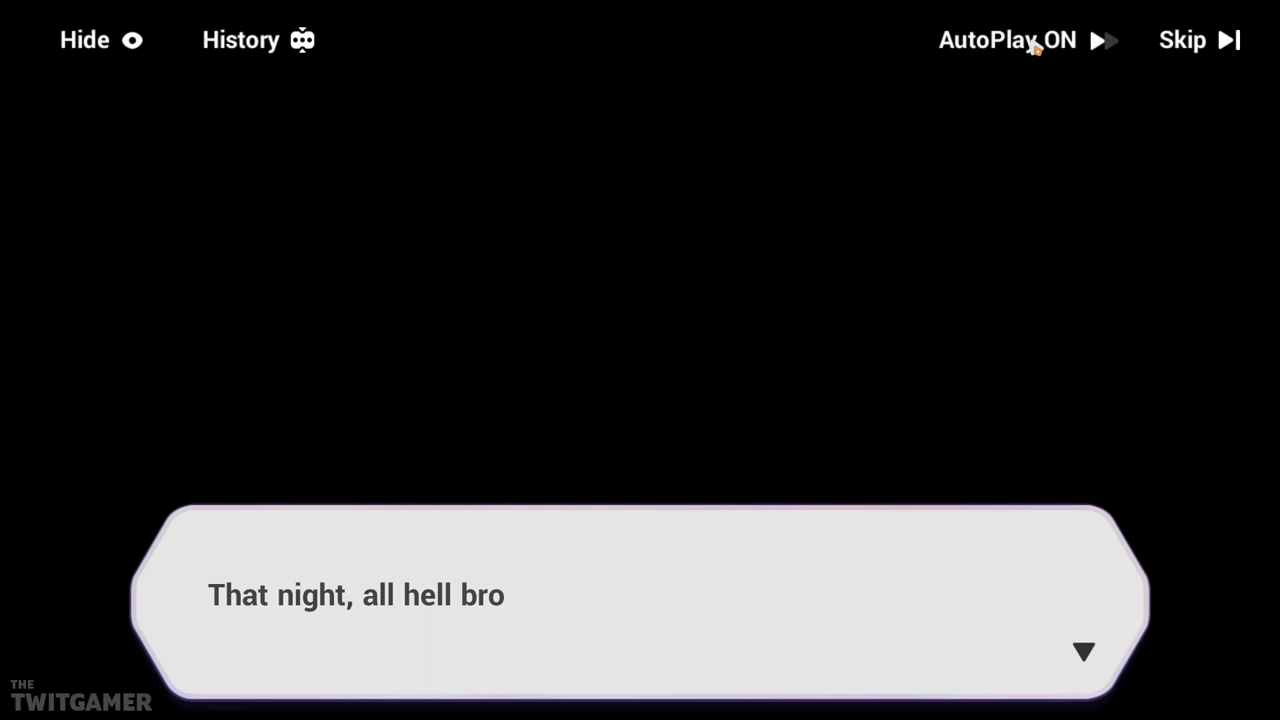 Hide
History
AutoPlay ON
Skip
That night, all hell bro
THE
TWITGAMER